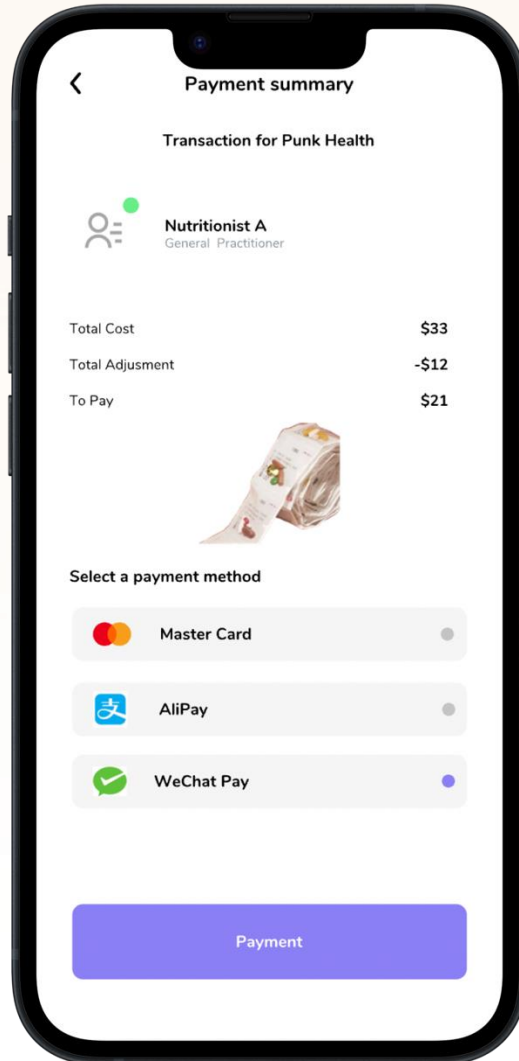 Payment summary
Transaction for Punk Health
Nutritionist A
General Practitioner
Total Cost $33
Total Adjusment -$12
To Pay $21
Select a payment method
Master Card
支 AliPay
WeChat Pay
Payment